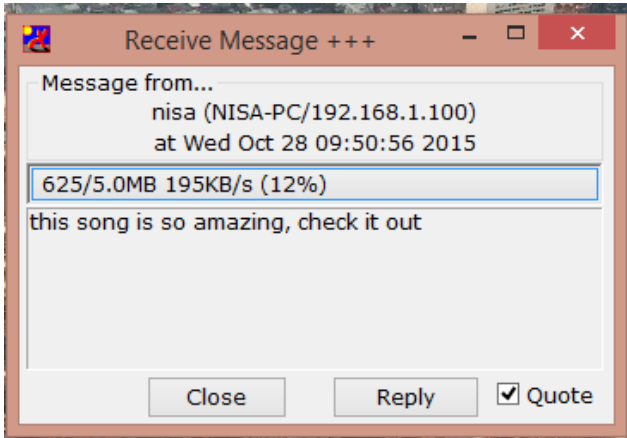 Receive Message +++
Message from...
nisa (NISA-PC/192.168.1.100)
at Wed Oct 28 09:50:56 2015
625/5.0MB 195KB/s (12%)
this song is so amazing, check it out
Close Reply Quote